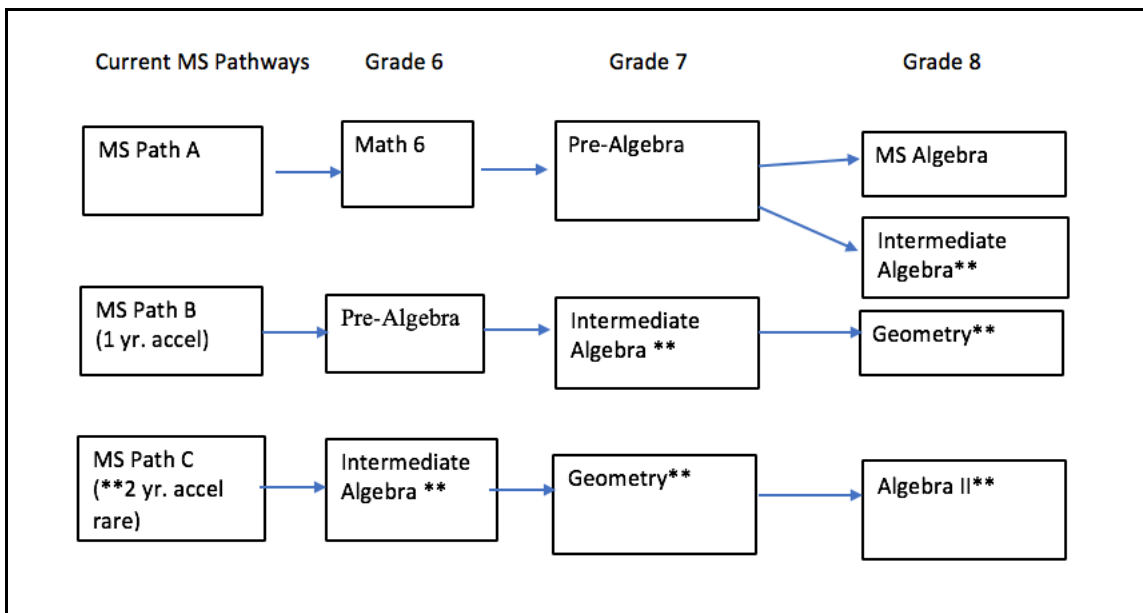 Current MS Pathways Grade 6 Grade 7 Grade 8
MS Path A
Math 6
Pre-Algebra
MS Algebra
Intermediate
Algebra**
MS Path B
(1 yr. accel)
Pre-Algebra
Intermediate
Algebra **
Geometry**
MS Path C
(**2 yr. accel
rare)
Intermediate
Algebra **
Geometry**
Algebra II**